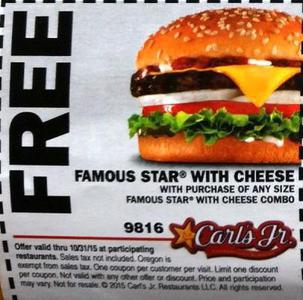 FREE
FAMOUS STAR® WITH CHEESE
WITH PURCHASE OF ANY SIZE
FAMOUS STAR® WITH CHEESE COMBO
9816
Carl's Jr.
Offer valid thru 10/31/15 at participating
restaurants. Sales tax not included. Oregon is
exempt from sales tax. One coupon per customer per visit. Limit one discount
per coupon. Not valid with any other offer or discount. Price and participation
may vary. Not for resale. © 2015 Carl's Jr. Restaurants LLC. All rights reserved.